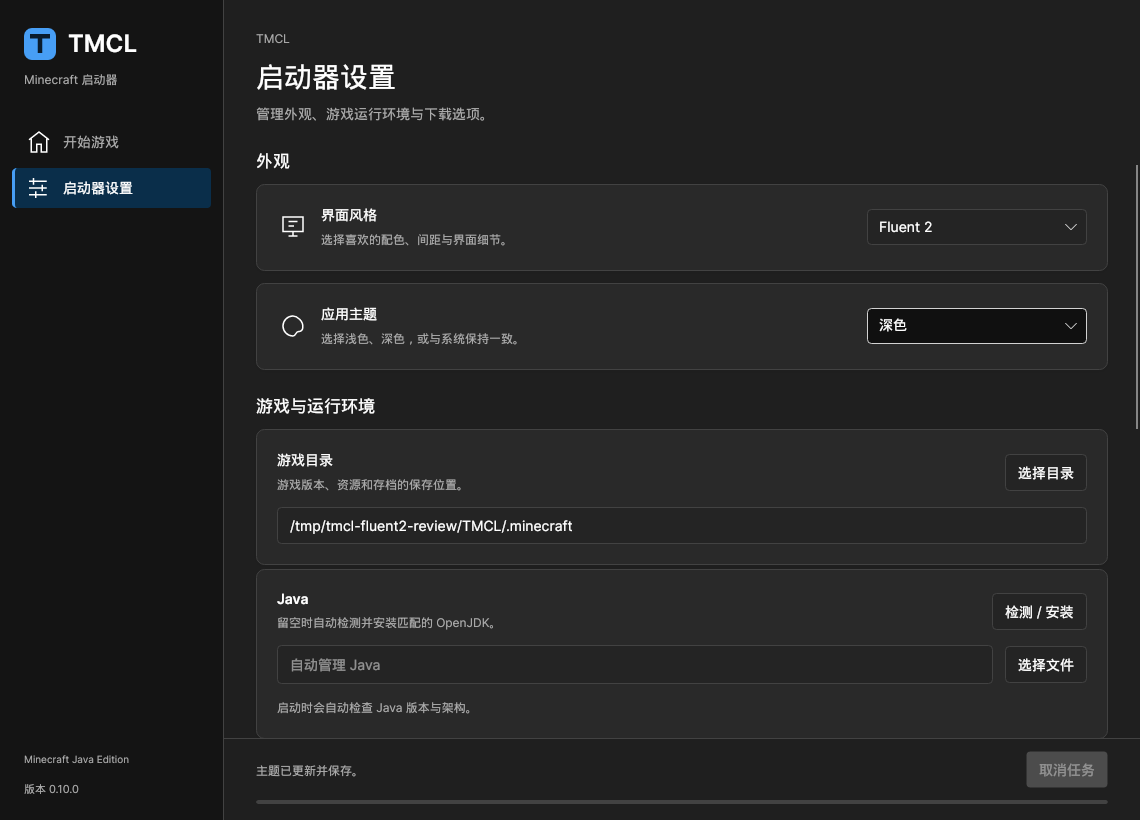 TMCL
Minecraft 启动器
开始游戏
启动器设置
Minecraft Java Edition
版本 0.10.0
TMCL
启动器设置
管理外观、游戏运行环境与下载选项。
外观
界面风格
选择喜欢的配色、间距与界面细节。
Fluent 2
应用主题
选择浅色、深色，或与系统保持一致。
深色
游戏与运行环境
游戏目录
游戏版本、资源和存档的保存位置。
选择目录
/tmp/tmcl-fluent2-review/TMCL/.minecraft
Java
留空时自动检测并安装匹配的 OpenJDK。
检测 / 安装
自动管理 Java
选择文件
启动时会自动检查 Java 版本与架构。
主题已更新并保存。
取消任务